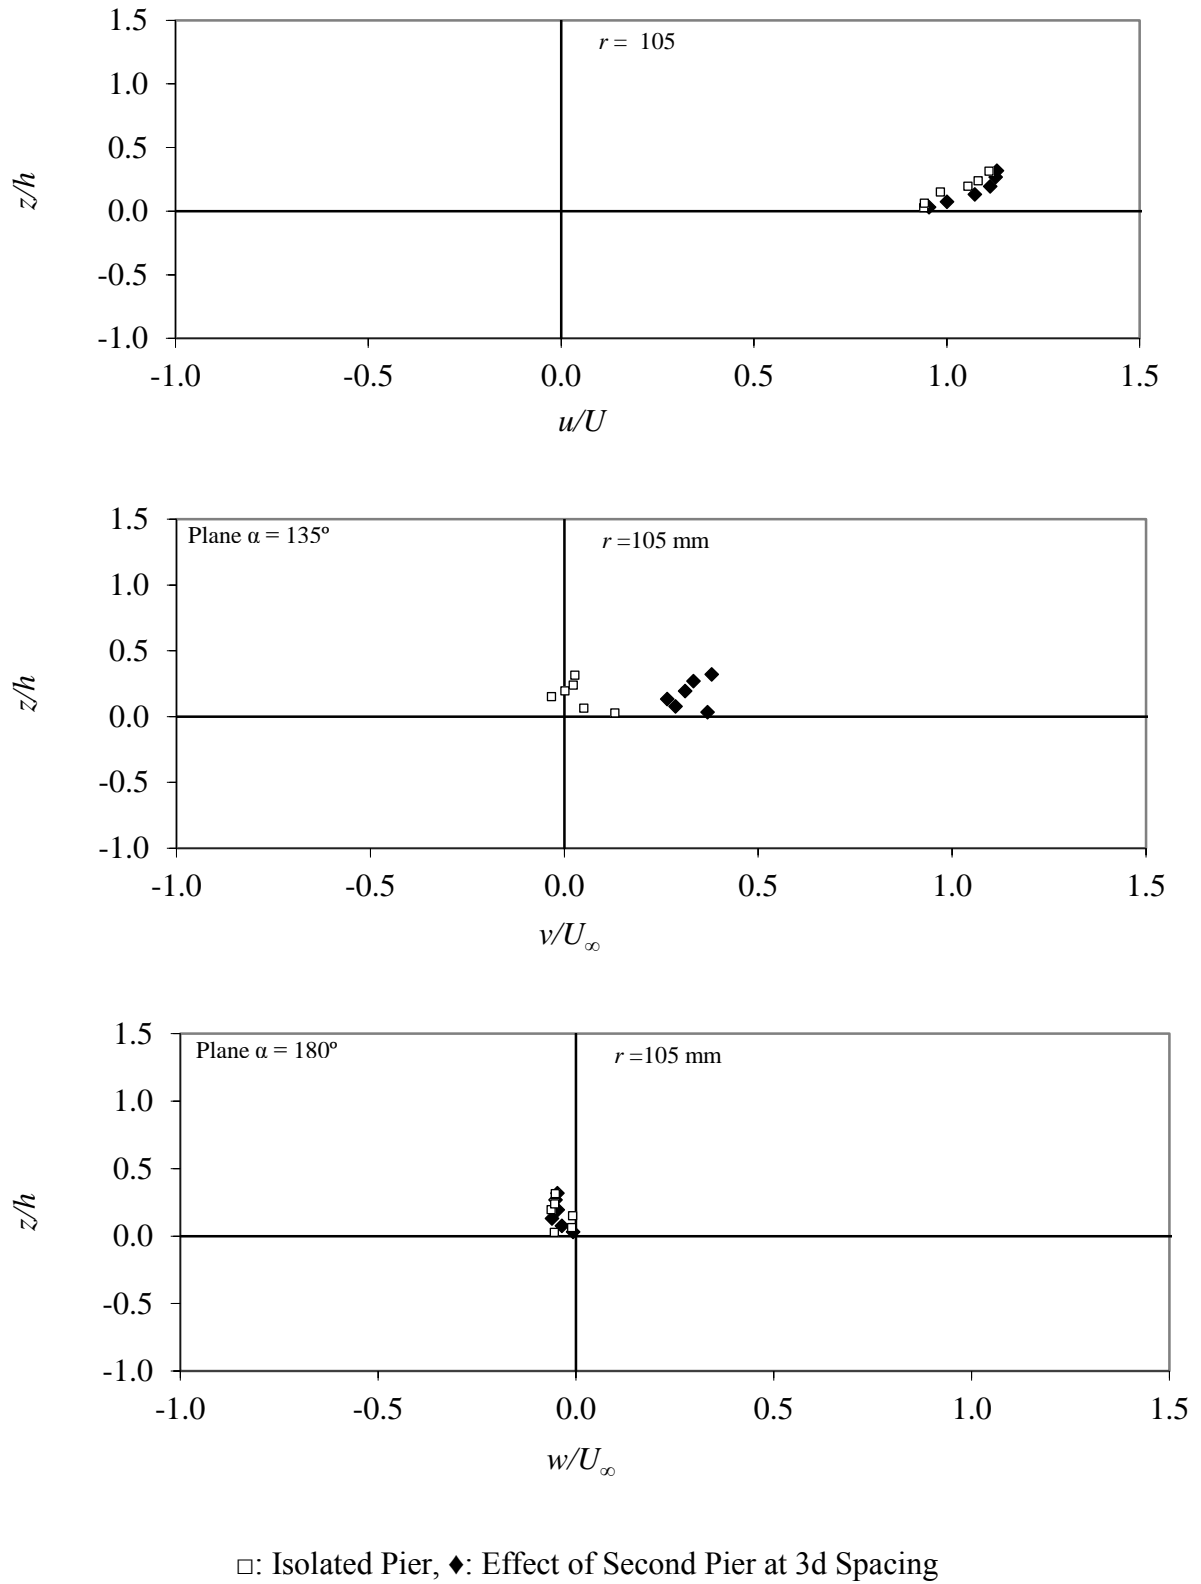 1.5
r = 105
1.0
0.5
z/h
0.0
-0.5
-1.0
-1.0 -0.5 0.0 0.5 1.0 1.5
u/U
1.5
Plane α = 135º
r =105 mm
1.0
0.5
z/h
0.0
-0.5
-1.0
-1.0 -0.5 0.0 0.5 1.0 1.5
v/U∞
1.5
Plane α = 180º
r =105 mm
1.0
0.5
z/h
0.0
-0.5
-1.0
-1.0 -0.5 0.0 0.5 1.0 1.5
w/U∞
□: Isolated Pier, ♦: Effect of Second Pier at 3d Spacing